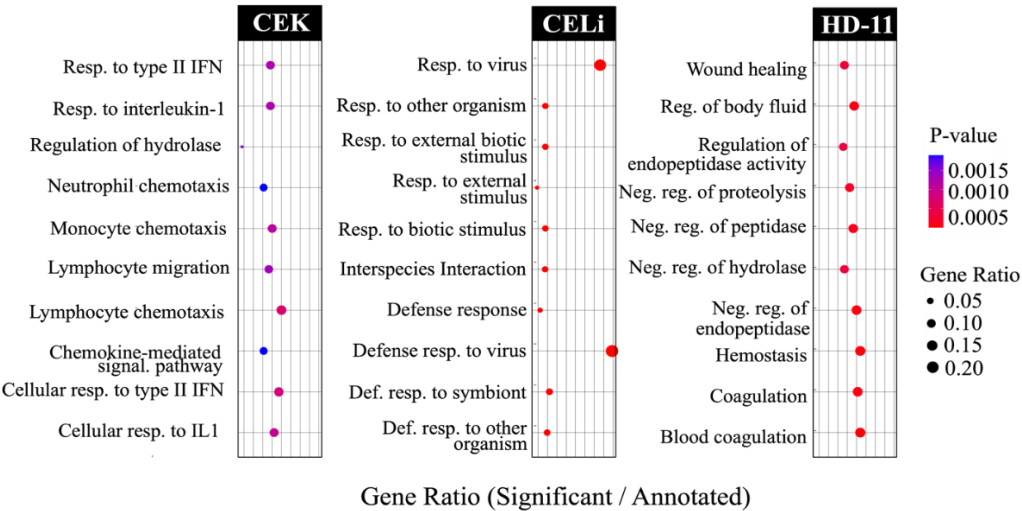 CEK
Resp. to type II IFN
Resp. to interleukin-1
Regulation of hydrolase
Neutrophil chemotaxis
Monocyte chemotaxis
Lymphocyte migration
Lymphocyte chemotaxis
Chemokine-mediated
signal. pathway
Cellular resp. to type II IFN
Cellular resp. to IL1
CELi
Resp. to virus
Resp. to other organism
Resp. to external biotic
stimulus
Resp. to external
stimulus
Resp. to biotic stimulus
Interspecies Interaction
Defense response
Defense resp. to virus
Def. resp. to symbiont
Def. resp. to other
organism
HD-11
Wound healing
Reg. of body fluid
Regulation of
endopeptidase activity
Neg. reg. of proteolysis
Neg. reg. of peptidase
Neg. reg. of hydrolase
Neg. reg. of
endopeptidase
Hemostasis
Coagulation
Blood coagulation
P-value
0.0015
0.0010
0.0005
Gene Ratio
0.05
0.10
0.15
0.20
Gene Ratio (Significant / Annotated)